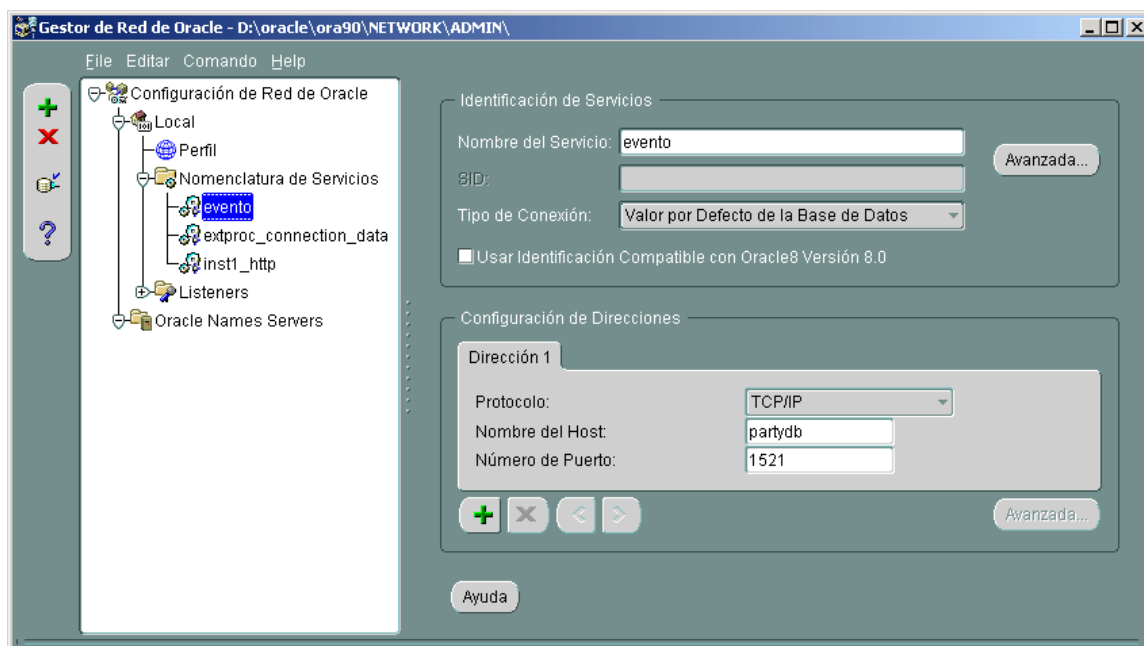 Gestor de Red de Oracle - D:\oracle\ora90\NETWORK\ADMIN\
File Editar Comando Help
Configuración de Red de Oracle
Local
Perfil
Nomenclatura de Servicios
evento
extproc_connection_data
inst1_http
Listeners
Oracle Names Servers
Identificación de Servicios
Nombre del Servicio: evento
Avanzada...
SID:
Tipo de Conexión: Valor por Defecto de la Base de Datos
Usar Identificación Compatible con Oracle8 Versión 8.0
Configuración de Direcciones
Dirección 1
Protocolo: TCP/IP
Nombre del Host: partydb
Número de Puerto: 1521
Avanzada...
Ayuda